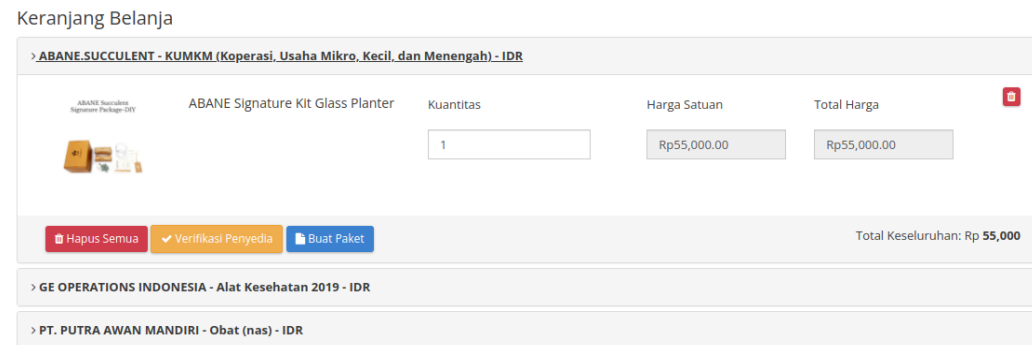 Keranjang Belanja
> ABANE.SUCCULENT - KUMKM (Koperasi, Usaha Mikro, Kecil, dan Menengah) - IDR
ABANE Succulent
Signature Package-DIY
ABANE Signature Kit Glass Planter
Kuantitas
Harga Satuan
Total Harga
1
Rp55,000.00
Rp55,000.00
Hapus Semua
Verifikasi Penyedia
Buat Paket
Total Keseluruhan: Rp 55,000
> GE OPERATIONS INDONESIA - Alat Kesehatan 2019 - IDR
> PT. PUTRA AWAN MANDIRI - Obat (nas) - IDR